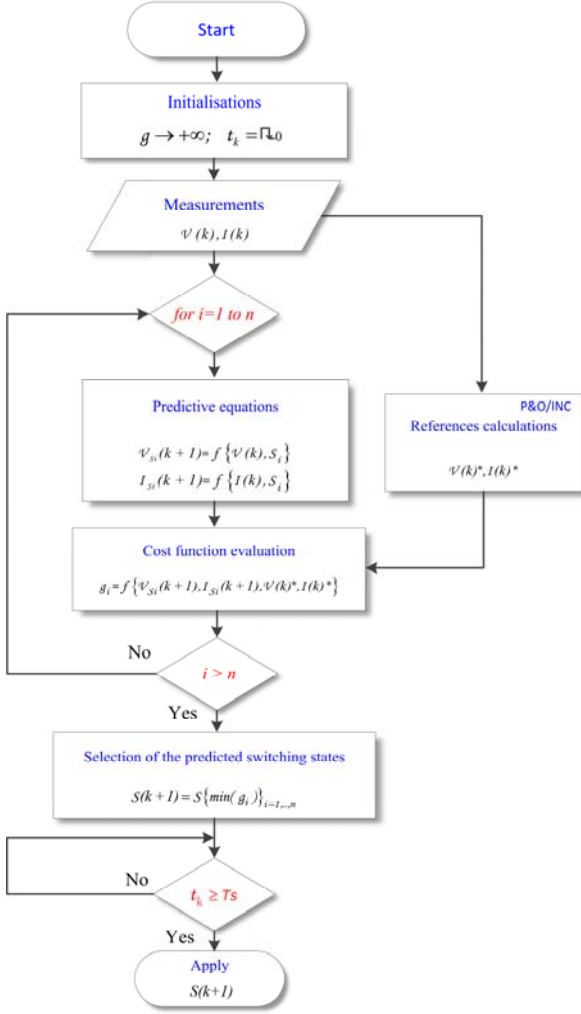 Start
Initialisations
g → +∞; t_k = 0
Measurements
V(k), I(k)
for i=1 to n
Predictive equations
V_Si(k + 1) = f {V(k), S_i}
I_Si(k + 1) = f {I(k), S_i}
P&O/INC
References calculations
V(k)*, I(k)*
Cost function evaluation
g_i = f {V_Si(k + 1), I_Si(k + 1), V(k)*, I(k)*}
No
i > n
Yes
Selection of the predicted switching states
S(k + 1) = S{min( g_i )}_i=1,..,n
No
t_k ≥ Ts
Yes
Apply
S(k+1)